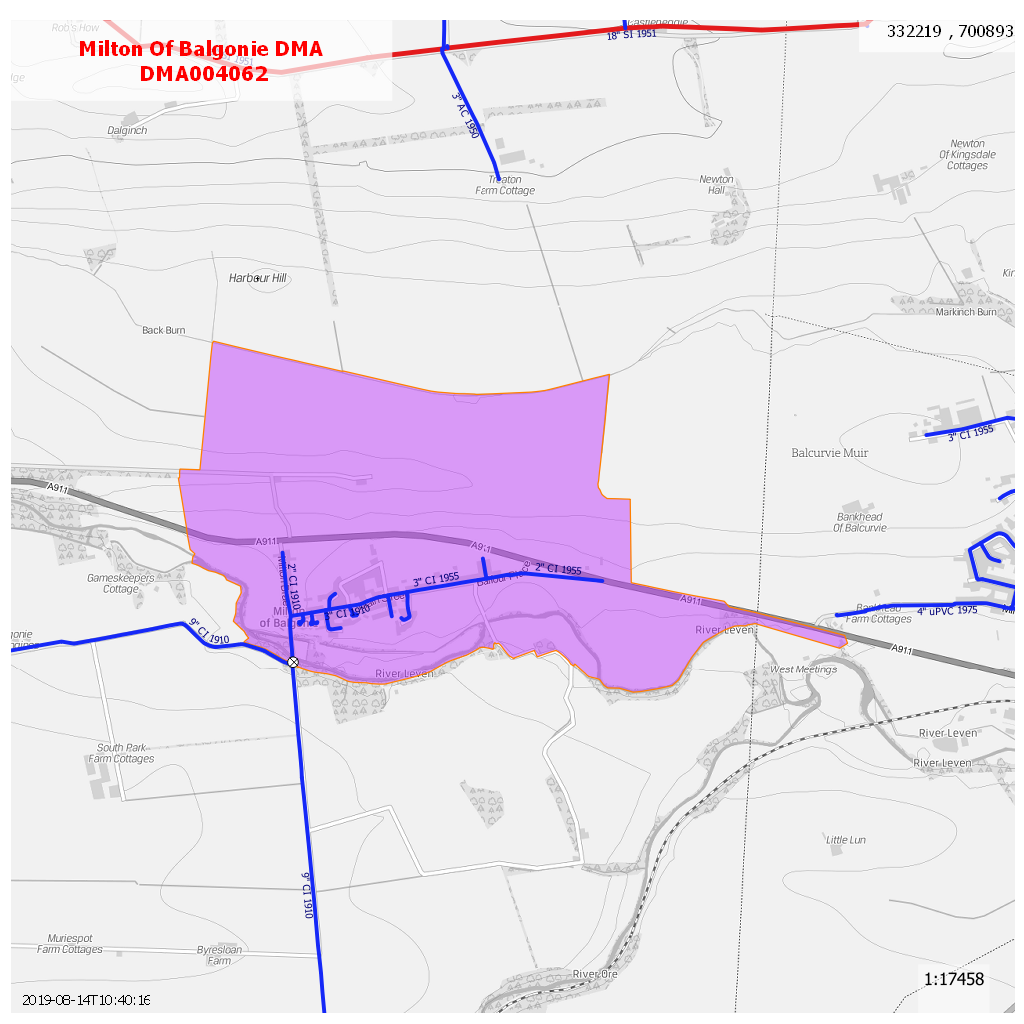 Rob's How
Castlebeggie
332219 , 700893
Milton Of Balgonie DMA
DMA004062
18" SI 1951
1951
3" AC 1950
Dalginch
Newton
Of Kingsdale
Cottages
Treaton
Farm Cottage
Newton
Hall
Harbour Hill
Markinch Burn
Back Burn
3" CI 1955
Balcurvie Muir
A911
Bankhead
Of Balcurvie
A911
A911
2" CI 1955
3" CI 1955
Balfour Place
2" CI 1910
Gameskeepers
Cottage
A911
Bankhead
Farm Cottages
4" uPVC 1975
CI 1910
9" CI 1910
River Leven
A911
River Leven
West Meetings
River Leven
River Leven
South Park
Farm Cottages
Little Lun
9" CI 1910
Muriespot
Farm Cottages
Byresloan
Farm
River Ore
1:17458
2019-08-14T10:40:16